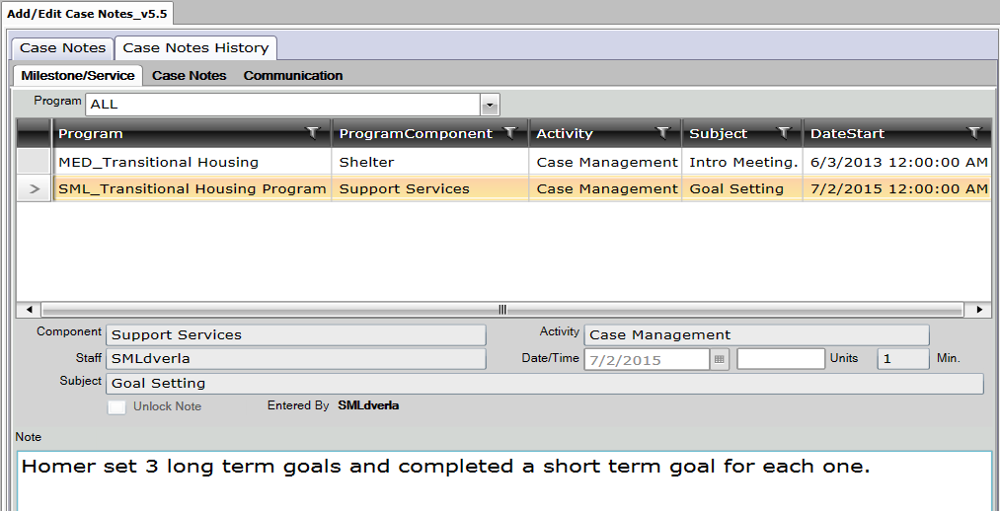 Add/Edit Case Notes_v5.5
Case Notes Case Notes History
Milestone/Service Case Notes Communication
Program ALL
Program ProgramComponent Activity Subject DateStart
MED_Transitional Housing Shelter Case Management Intro Meeting. 6/3/2013 12:00:00 AM
SML_Transitional Housing Program Support Services Case Management Goal Setting 7/2/2015 12:00:00 AM
Component Support Services Activity Case Management
Staff SMLdverla Date/Time 7/2/2015 Units 1 Min.
Subject Goal Setting
Unlock Note Entered By SMLdverla
Note
Homer set 3 long term goals and completed a short term goal for each one.